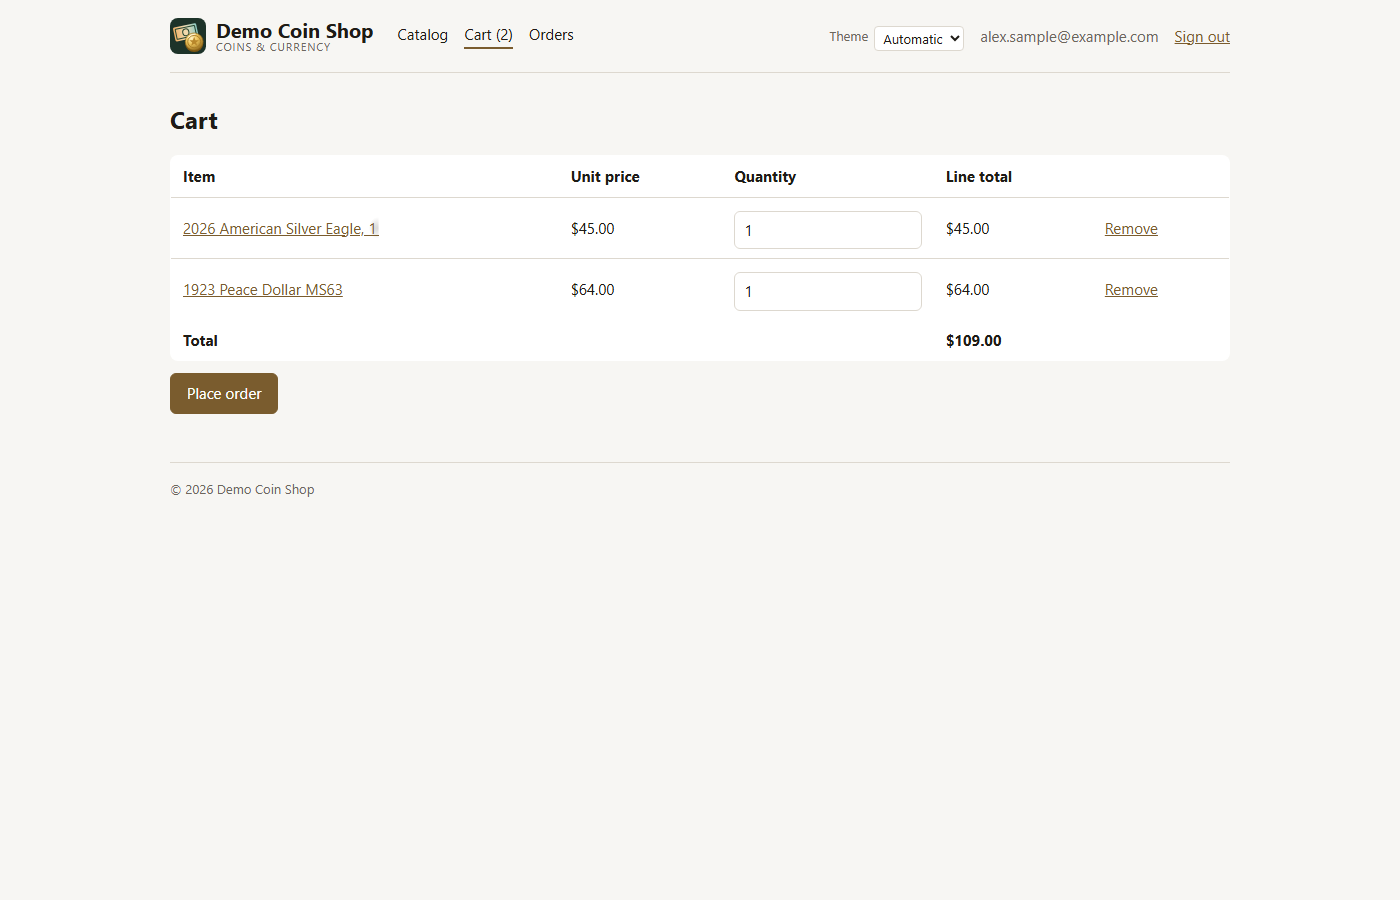 Demo Coin Shop
COINS & CURRENCY
Catalog Cart (2) Orders
Theme Automatic alex.sample@example.com Sign out
Cart
Item Unit price Quantity Line total
2026 American Silver Eagle, 1 $45.00 1 $45.00 Remove
1923 Peace Dollar MS63 $64.00 1 $64.00 Remove
Total $109.00
Place order
© 2026 Demo Coin Shop